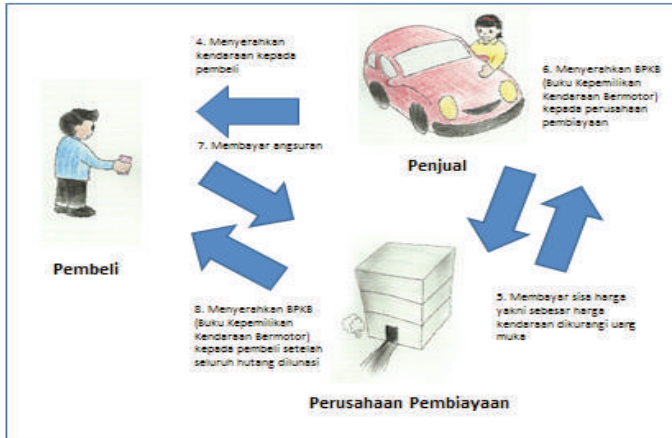 4. Menyerahkan
kendaraan kepada
pembeli
6. Menyerahkan BPKB
(Buku Kepemilikan
Kendaraan Bermotor)
kepada perusahaan
pembiayaan
7. Membayar angsuran
Penjual
Pembeli
8. Menyerahkan BPKB
(Buku Kepemilikan
Kendaraan Bermotor)
kepada pembeli setelah
seluruh hutang dilunasi
5. Membayar sisa harga
yakni sebesar harga
kendaraan dikurangi uang
muka
Perusahaan Pembiayaan